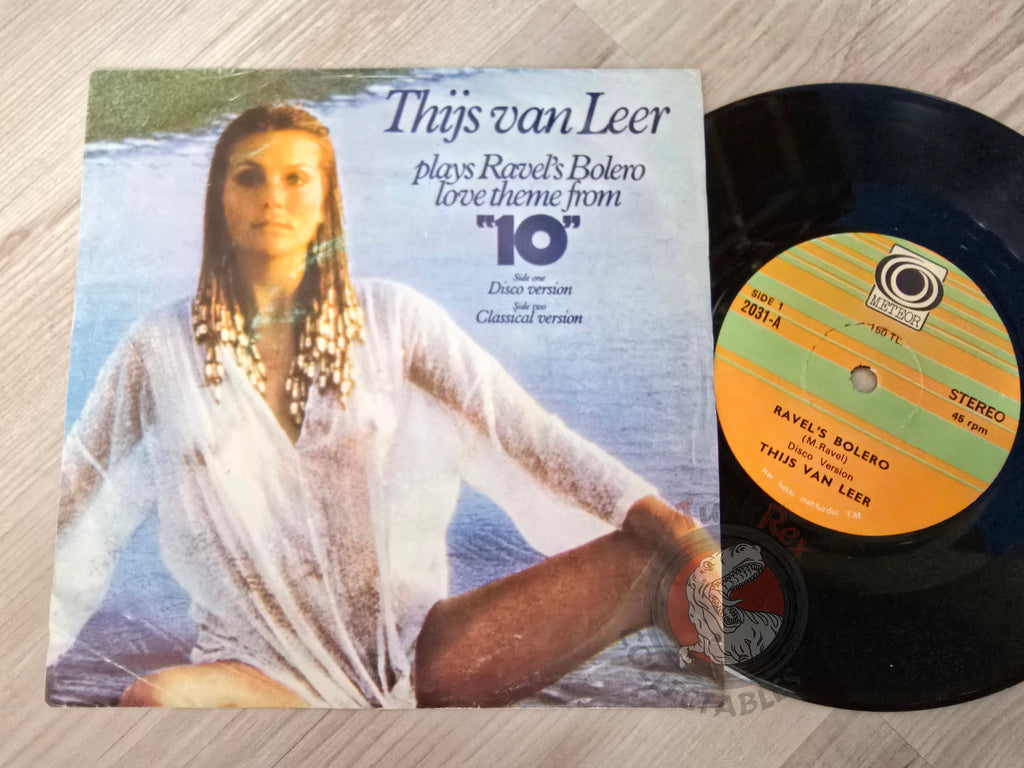 Thijs van Leer
plays Ravel's Bolero
love theme from
"10"
Side one
Disco version
Side two
Classical version
METEOR
SIDE 1
2031-A
150 TL.
STEREO
45 rpm
RAVEL'S BOLERO
(M.Ravel)
Disco Version
THIJS VAN LEER
Her hakkı mahfuzdur. T.M.
Rex